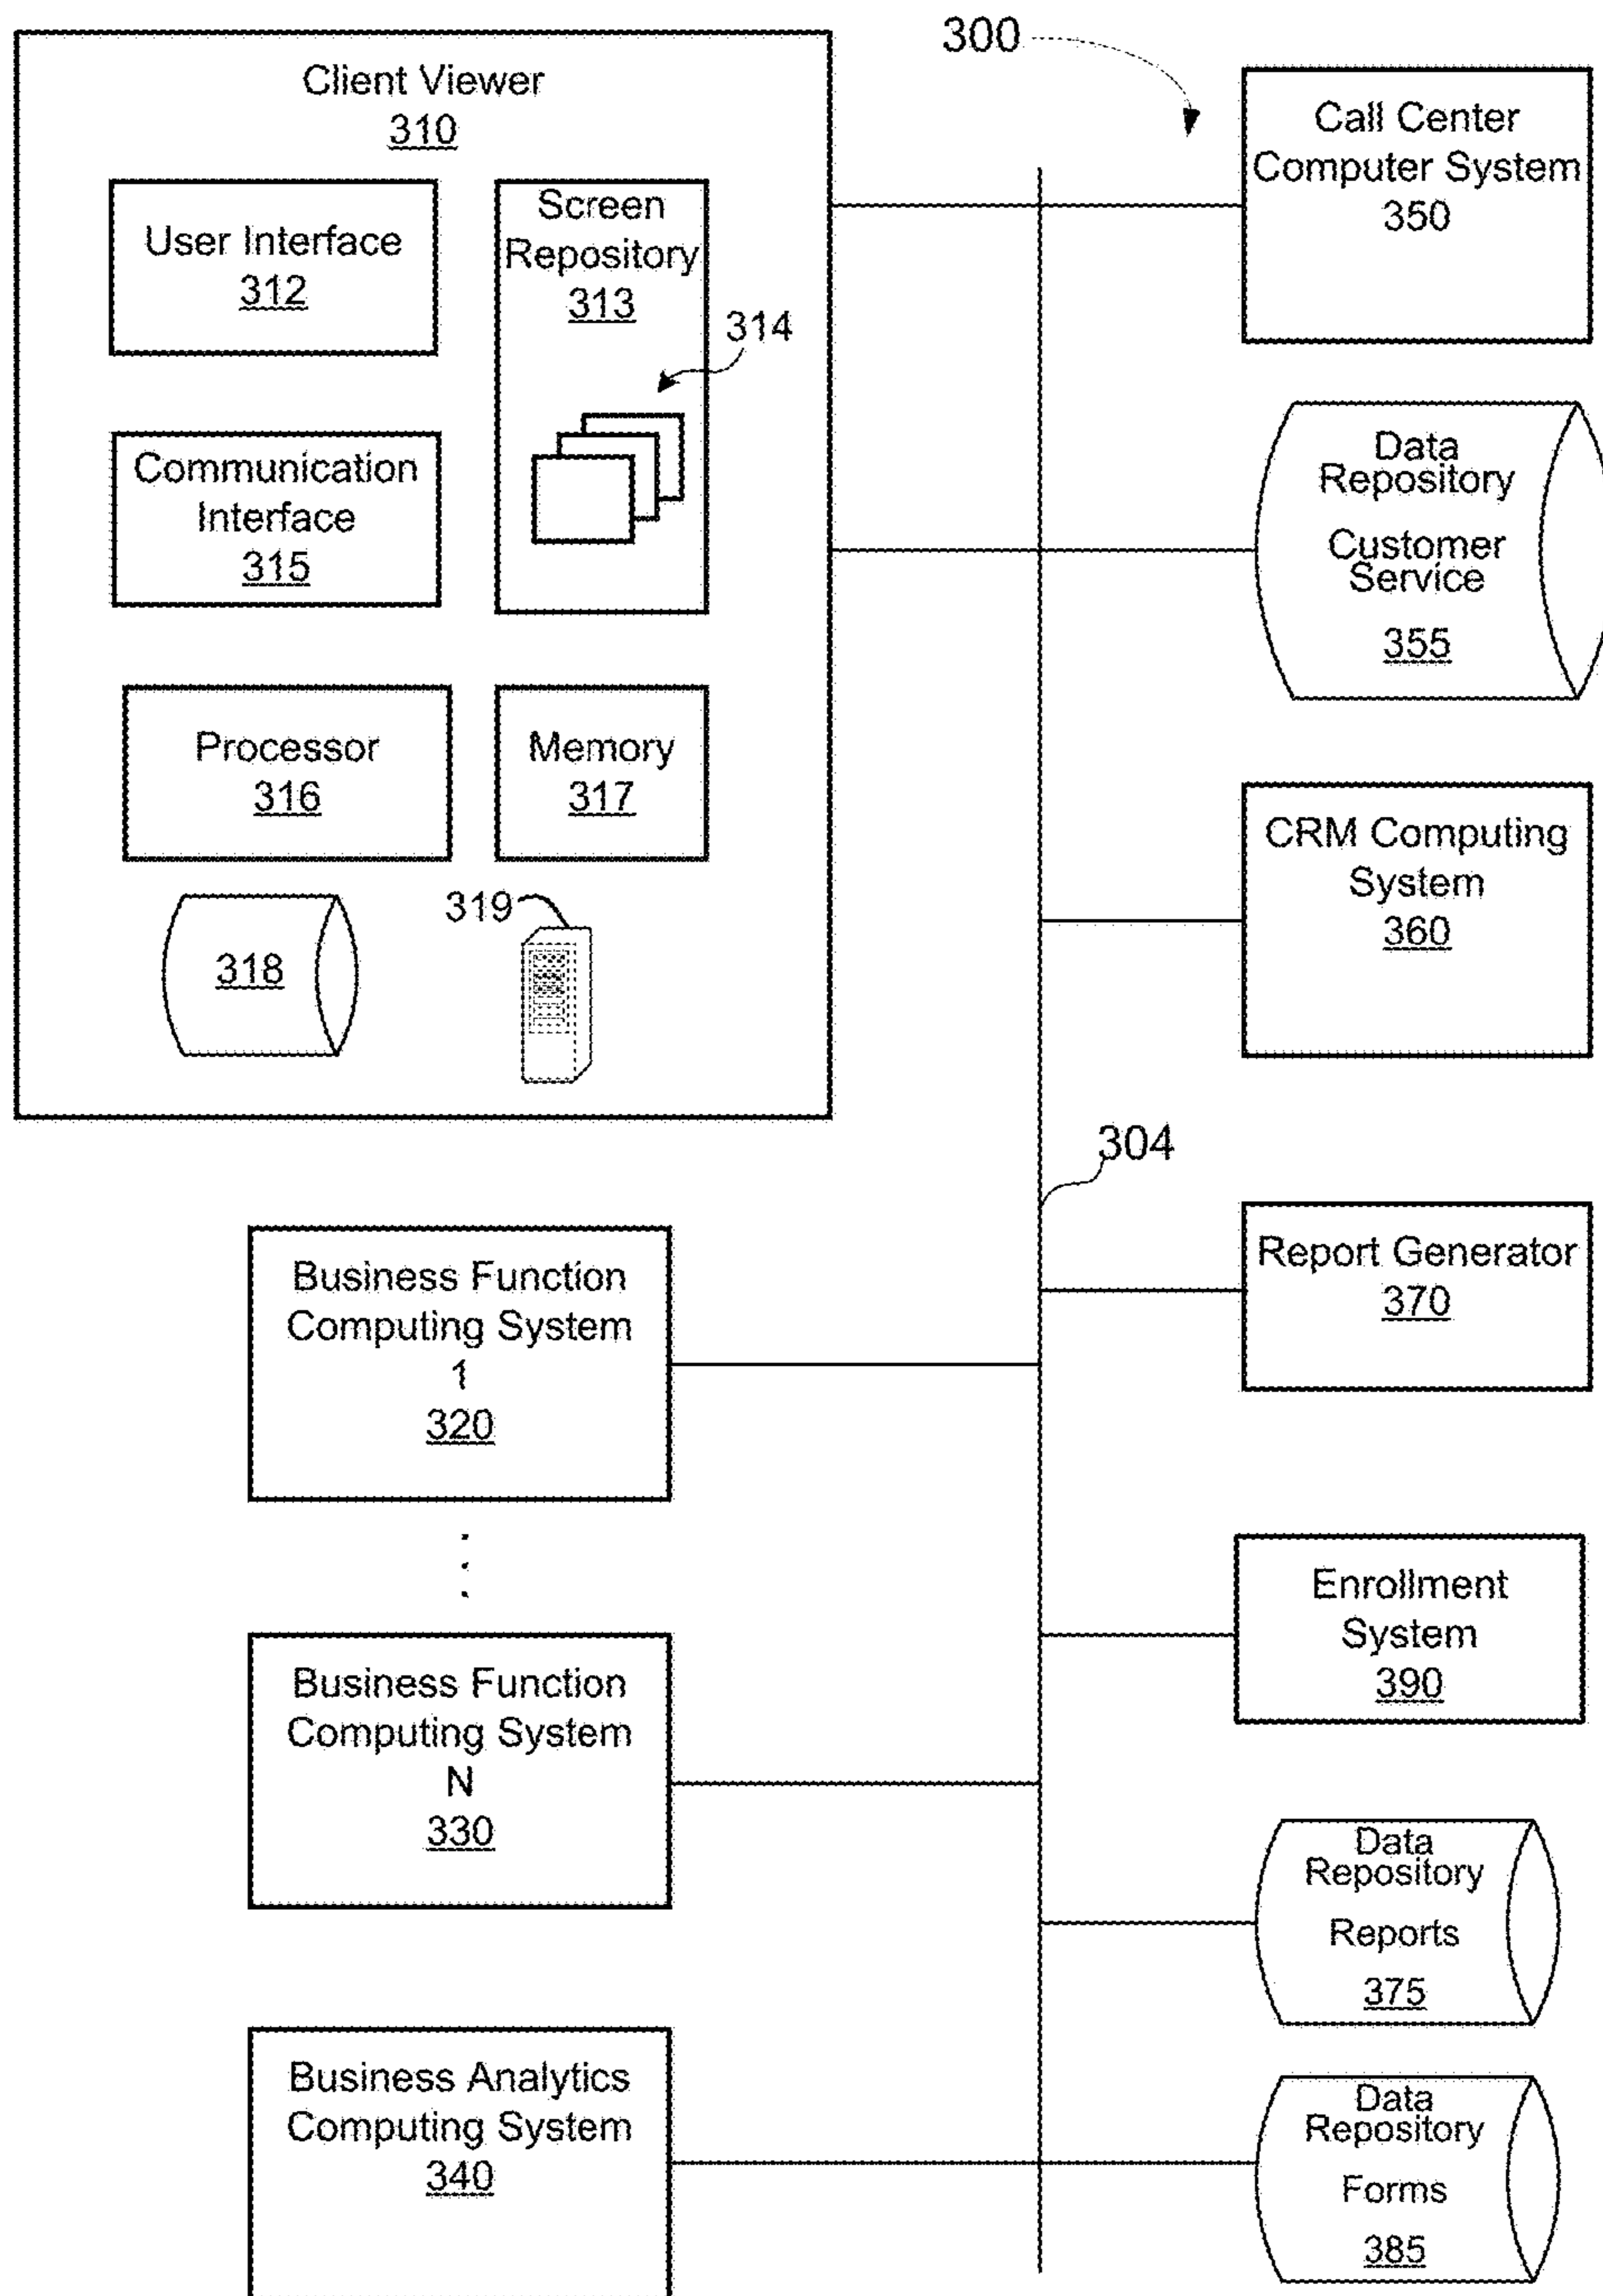 300
Client Viewer
310
User Interface
312
Screen
Repository
313
314
Communication
Interface
315
Processor
316
Memory
317
318
319
Call Center
Computer System
350
Data
Repository
Customer
Service
355
CRM Computing
System
360
304
Report Generator
370
Business Function
Computing System
1
320
Enrollment
System
390
Business Function
Computing System
N
330
Data
Repository
Reports
375
Business Analytics
Computing System
340
Data
Repository
Forms
385